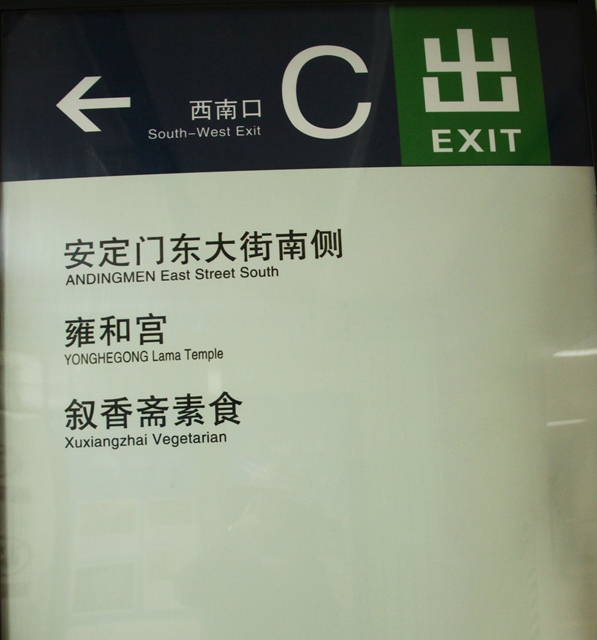 西南口
South-West Exit
C
出
EXIT
安定门东大街南侧
ANDINGMEN East Street South
雍和宫
YONGHEGONG Lama Temple
叙香斋素食
Xuxiangzhai Vegetarian